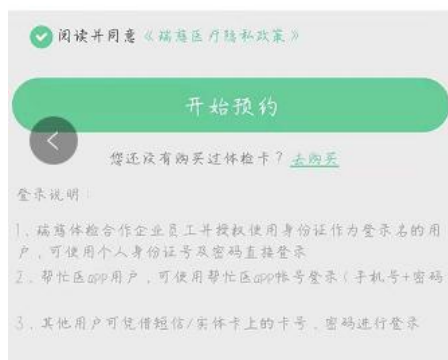 阅读并同意《瑞慈医疗隐私政策》
开始预约
您还没有购买过体检卡？去购买
登录说明：
1、瑞慈体检合作企业员工并授权使用身份证作为登录名的用
户，可使用个人身份证号及密码直接登录
2、帮忙医app用户，可使用帮忙医app帐号登录（手机号+密码
3、其他用户可凭借短信/实体卡上的卡号、密码进行登录